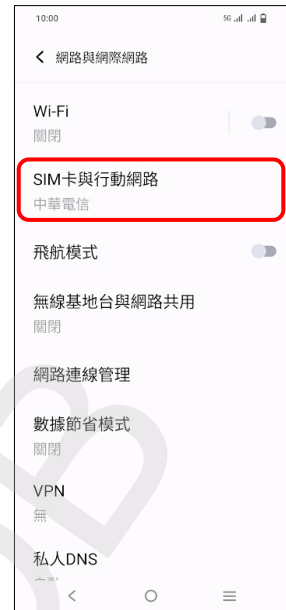 10:00
5G
網路與網際網路
Wi-Fi
關閉
SIM卡與行動網路
中華電信
飛航模式
無線基地台與網路共用
關閉
網路連線管理
數據節省模式
關閉
VPN
無
私人DNS